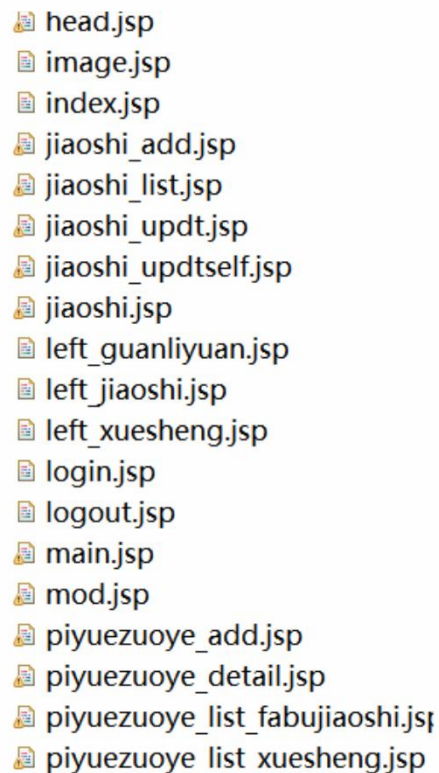 head.jsp
image.jsp
index.jsp
jiaoshi_add.jsp
jiaoshi_list.jsp
jiaoshi_updt.jsp
jiaoshi_updtself.jsp
jiaoshi.jsp
left_guanliyuan.jsp
left_jiaoshi.jsp
left_xuesheng.jsp
login.jsp
logout.jsp
main.jsp
mod.jsp
piyuezuoye_add.jsp
piyuezuoye_detail.jsp
piyuezuoye_list_fabujiaoshi.jsp
piyuezuoye_list_xuesheng.jsp